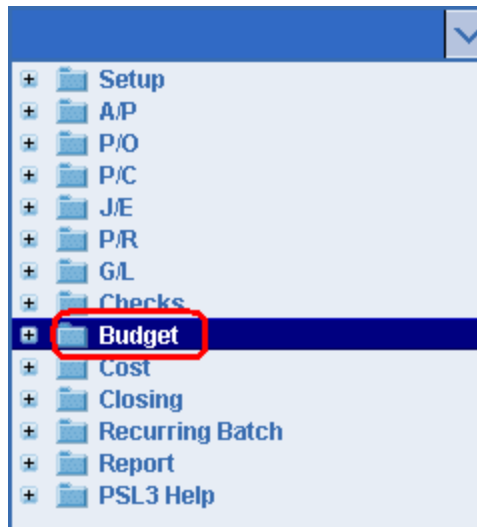 Setup
A/P
P/O
P/C
J/E
P/R
G/L
Checks
Budget
Cost
Closing
Recurring Batch
Report
PSL3 Help